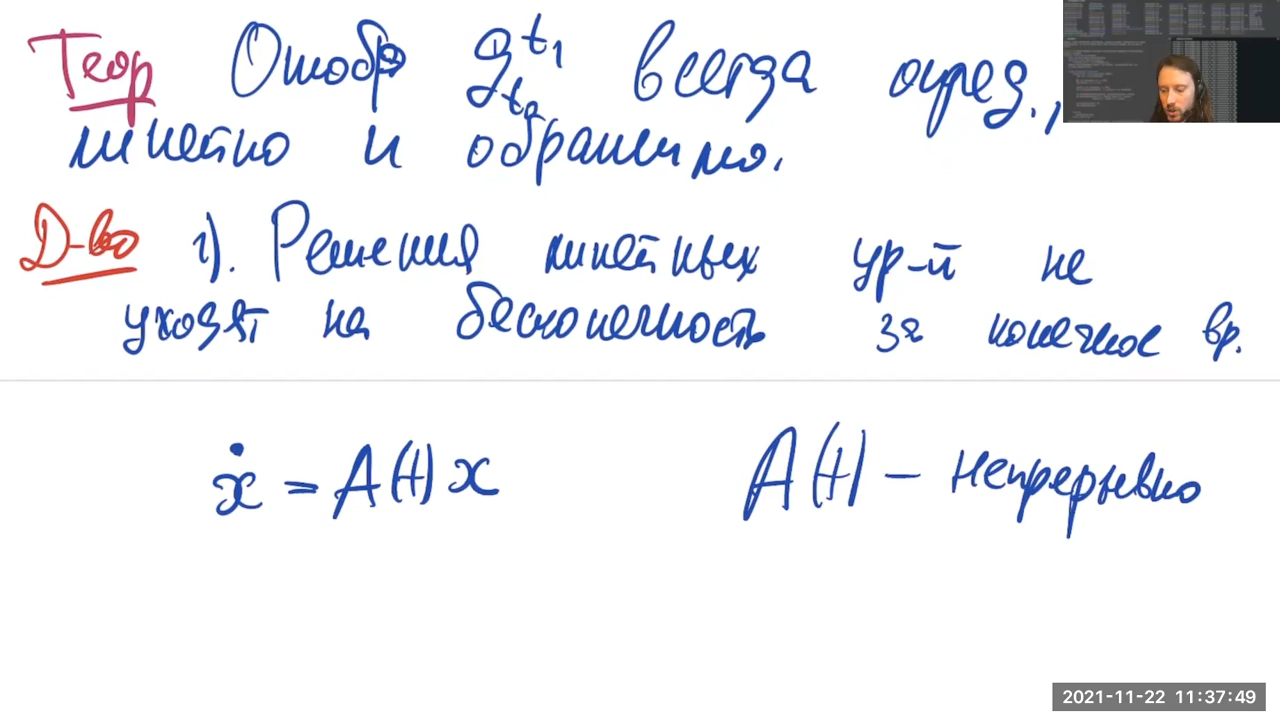 Теор Отобр g^{t_1}_{t_0} всегда опред.,
линейно и обратимо.
Д-во 1). Решения линейных ур-й не
уходят на бесконечность за конечное вр.
ẋ = A(t) x A(t) – непрерывно
2021-11-22 11:37:49